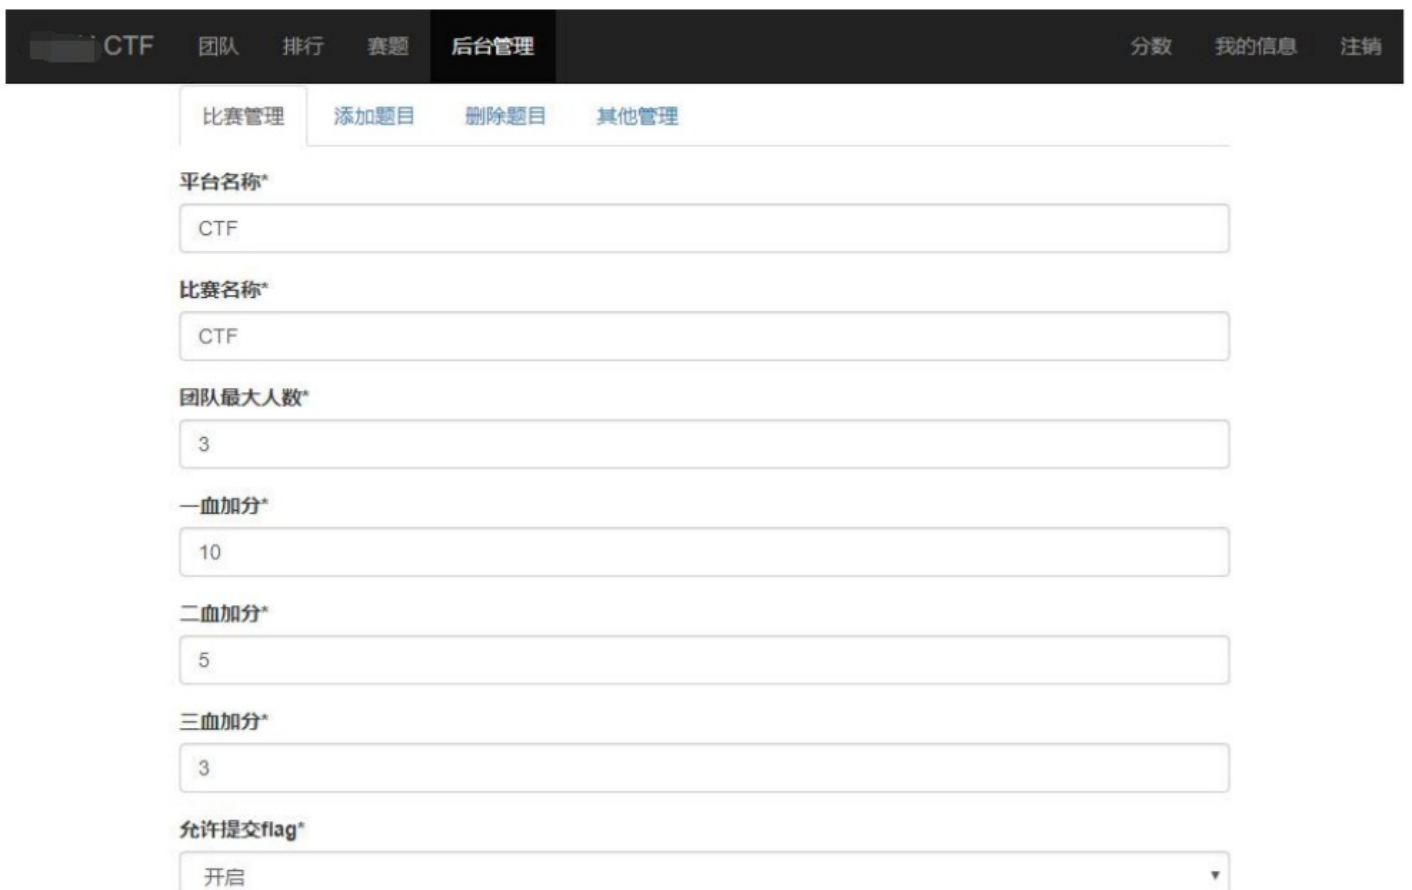 CTF 团队 排行 赛题 后台管理 分数 我的信息 注销
比赛管理 添加题目 删除题目 其他管理
平台名称*
CTF
比赛名称*
CTF
团队最大人数*
3
一血加分*
10
二血加分*
5
三血加分*
3
允许提交flag*
开启